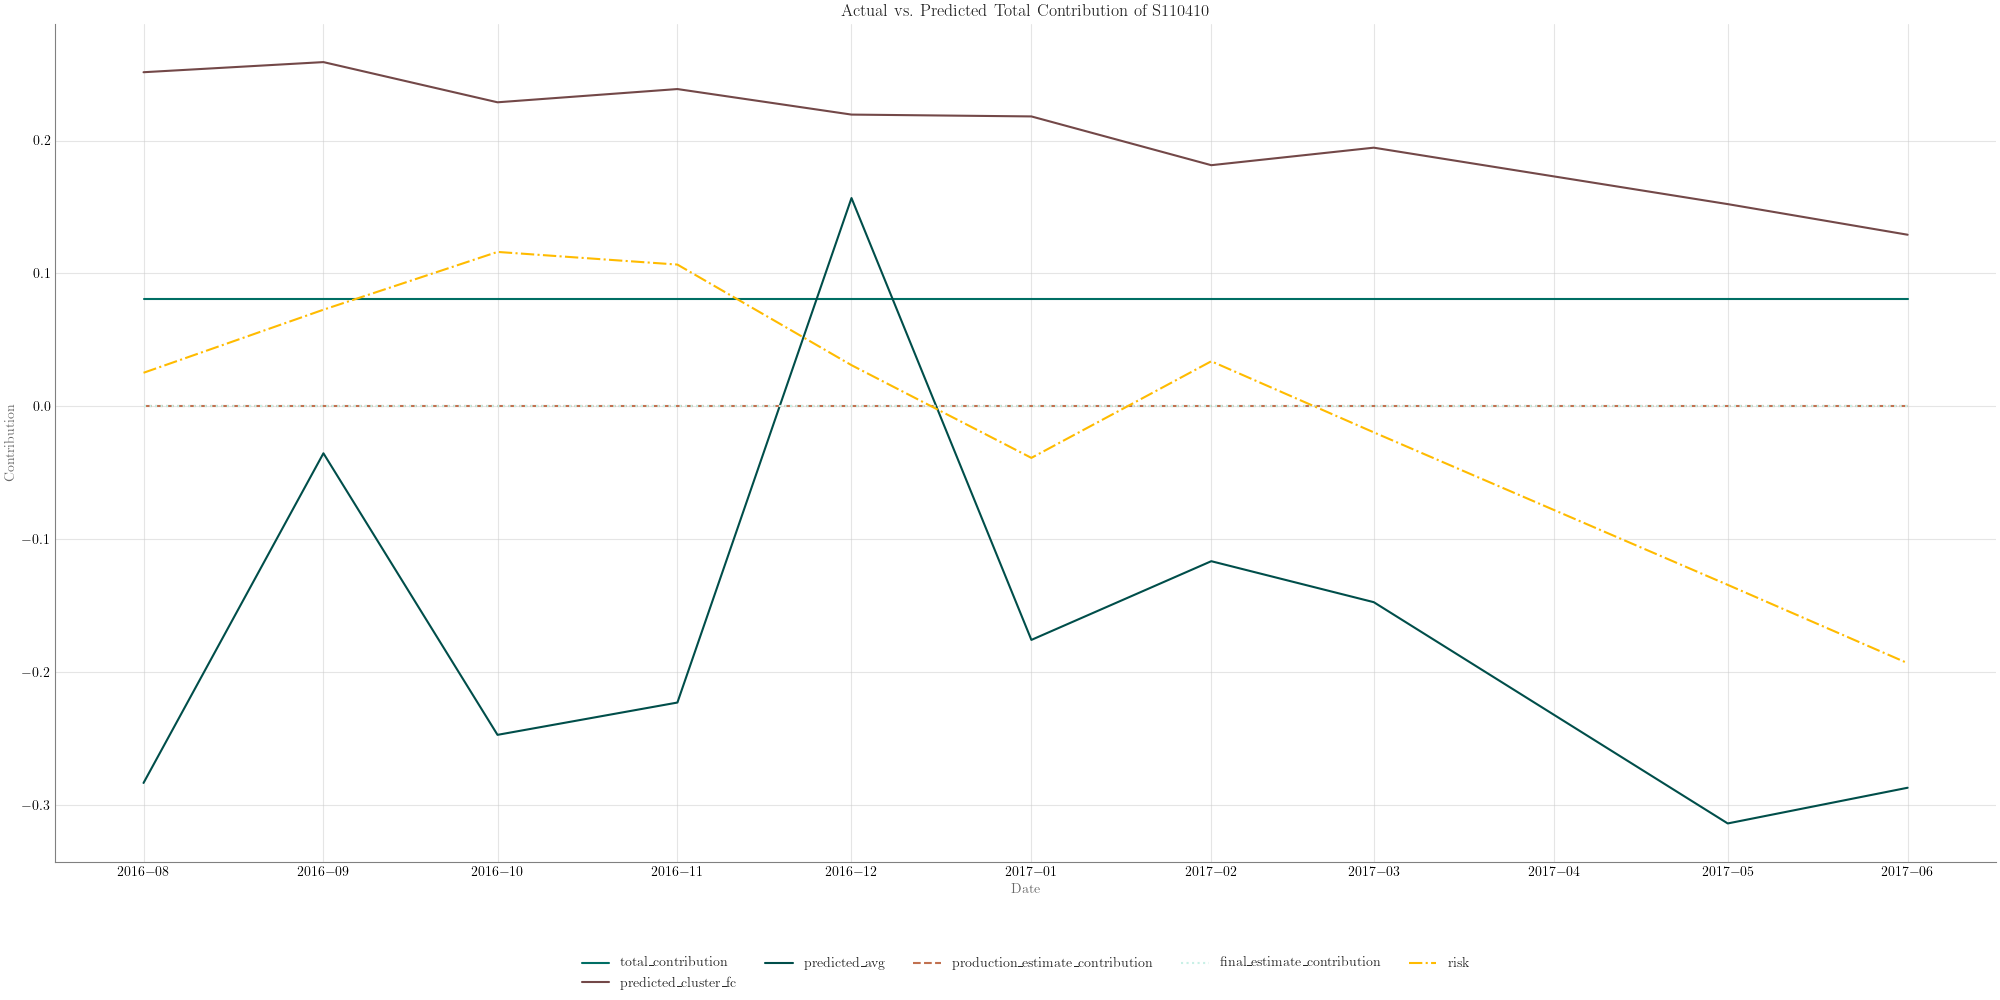 Actual vs. Predicted Total Contribution of S110410
Contribution
0.2
0.1
0.0
−0.1
−0.2
−0.3
2016−08 2016−09 2016−10 2016−11 2016−12 2017−01 2017−02 2017−03 2017−04 2017−05 2017−06
Date
total_contribution predicted_avg production_estimate_contribution final_estimate_contribution risk
predicted_cluster_fc